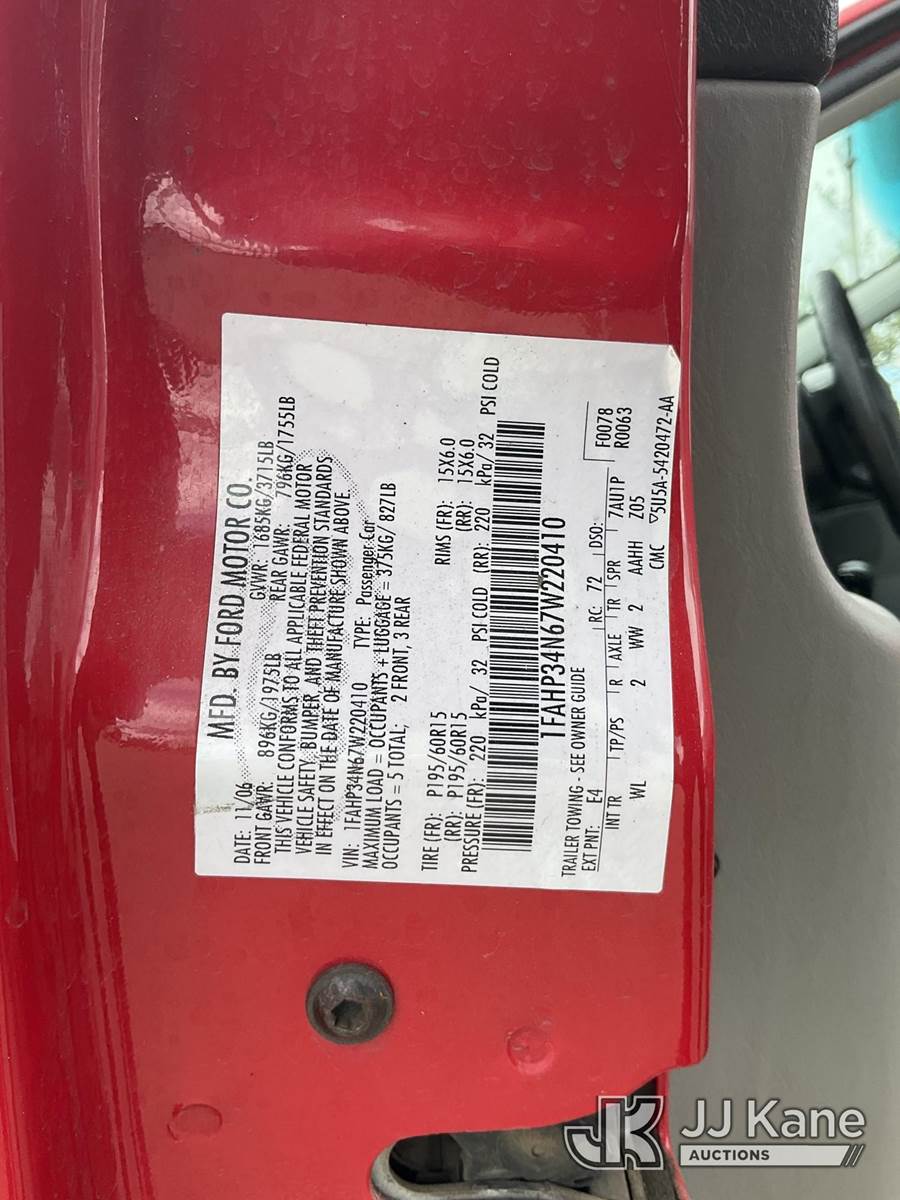 MFD. BY FORD MOTOR CO.
DATE: 11/06 GVWR: 1685KG/3715LB
FRONT GAWR: 896KG/1975LB REAR GAWR: 796KG/1755LB
THIS VEHICLE CONFORMS TO ALL APPLICABLE FEDERAL MOTOR
VEHICLE SAFETY, BUMPER, AND THEFT PREVENTION STANDARDS
IN EFFECT ON THE DATE OF MANUFACTURE SHOWN ABOVE.
VIN: 1FAHP34N67W220410 TYPE: Passenger Car
MAXIMUM LOAD = OCCUPANTS + LUGGAGE = 375KG/ 827LB
OCCUPANTS = 5 TOTAL; 2 FRONT, 3 REAR
TIRE (FR): P195/60R15 RIMS (FR): 15X6.0
(RR): P195/60R15 (RR): 15X6.0
PRESSURE (FR): 220 kPa/ 32 PSI COLD (RR): 220 kPa/ 32 PSI COLD
1FAHP34N67W220410
TRAILER TOWING - SEE OWNER GUIDE
EXT PNT: E4 RC: 72 DSO: F0078
R0063
INT TR TP/PS R AXLE TR SPR 7AU1P
WL 2 WW 2 AAHH Z05
CMC ▽5U5A-5420472-AA
JK JJ Kane
AUCTIONS